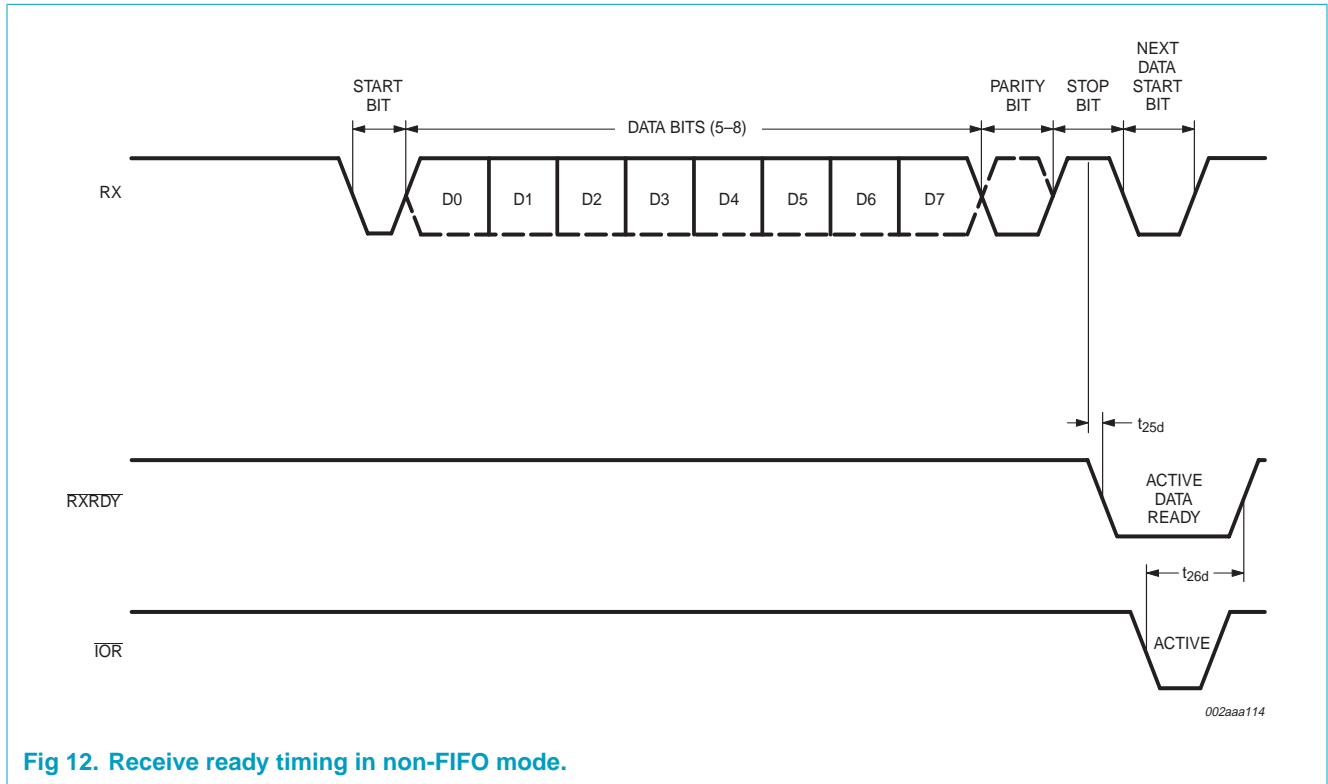 START
BIT
DATA BITS (5–8)
PARITY
BIT
STOP
BIT
NEXT
DATA
START
BIT
RX
D0 D1 D2 D3 D4 D5 D6 D7
t25d
RXRDY
ACTIVE
DATA
READY
t26d
IOR
ACTIVE
002aaa114
Fig 12. Receive ready timing in non-FIFO mode.